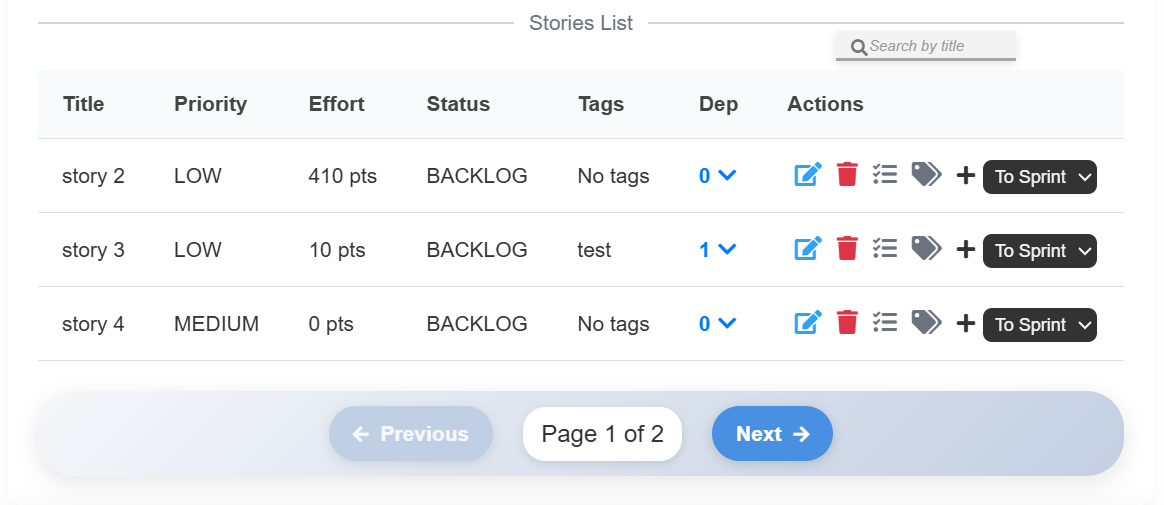 Stories List
Search by title
Title Priority Effort Status Tags Dep Actions
story 2 LOW 410 pts BACKLOG No tags 0 To Sprint
story 3 LOW 10 pts BACKLOG test 1 To Sprint
story 4 MEDIUM 0 pts BACKLOG No tags 0 To Sprint
Previous Page 1 of 2 Next